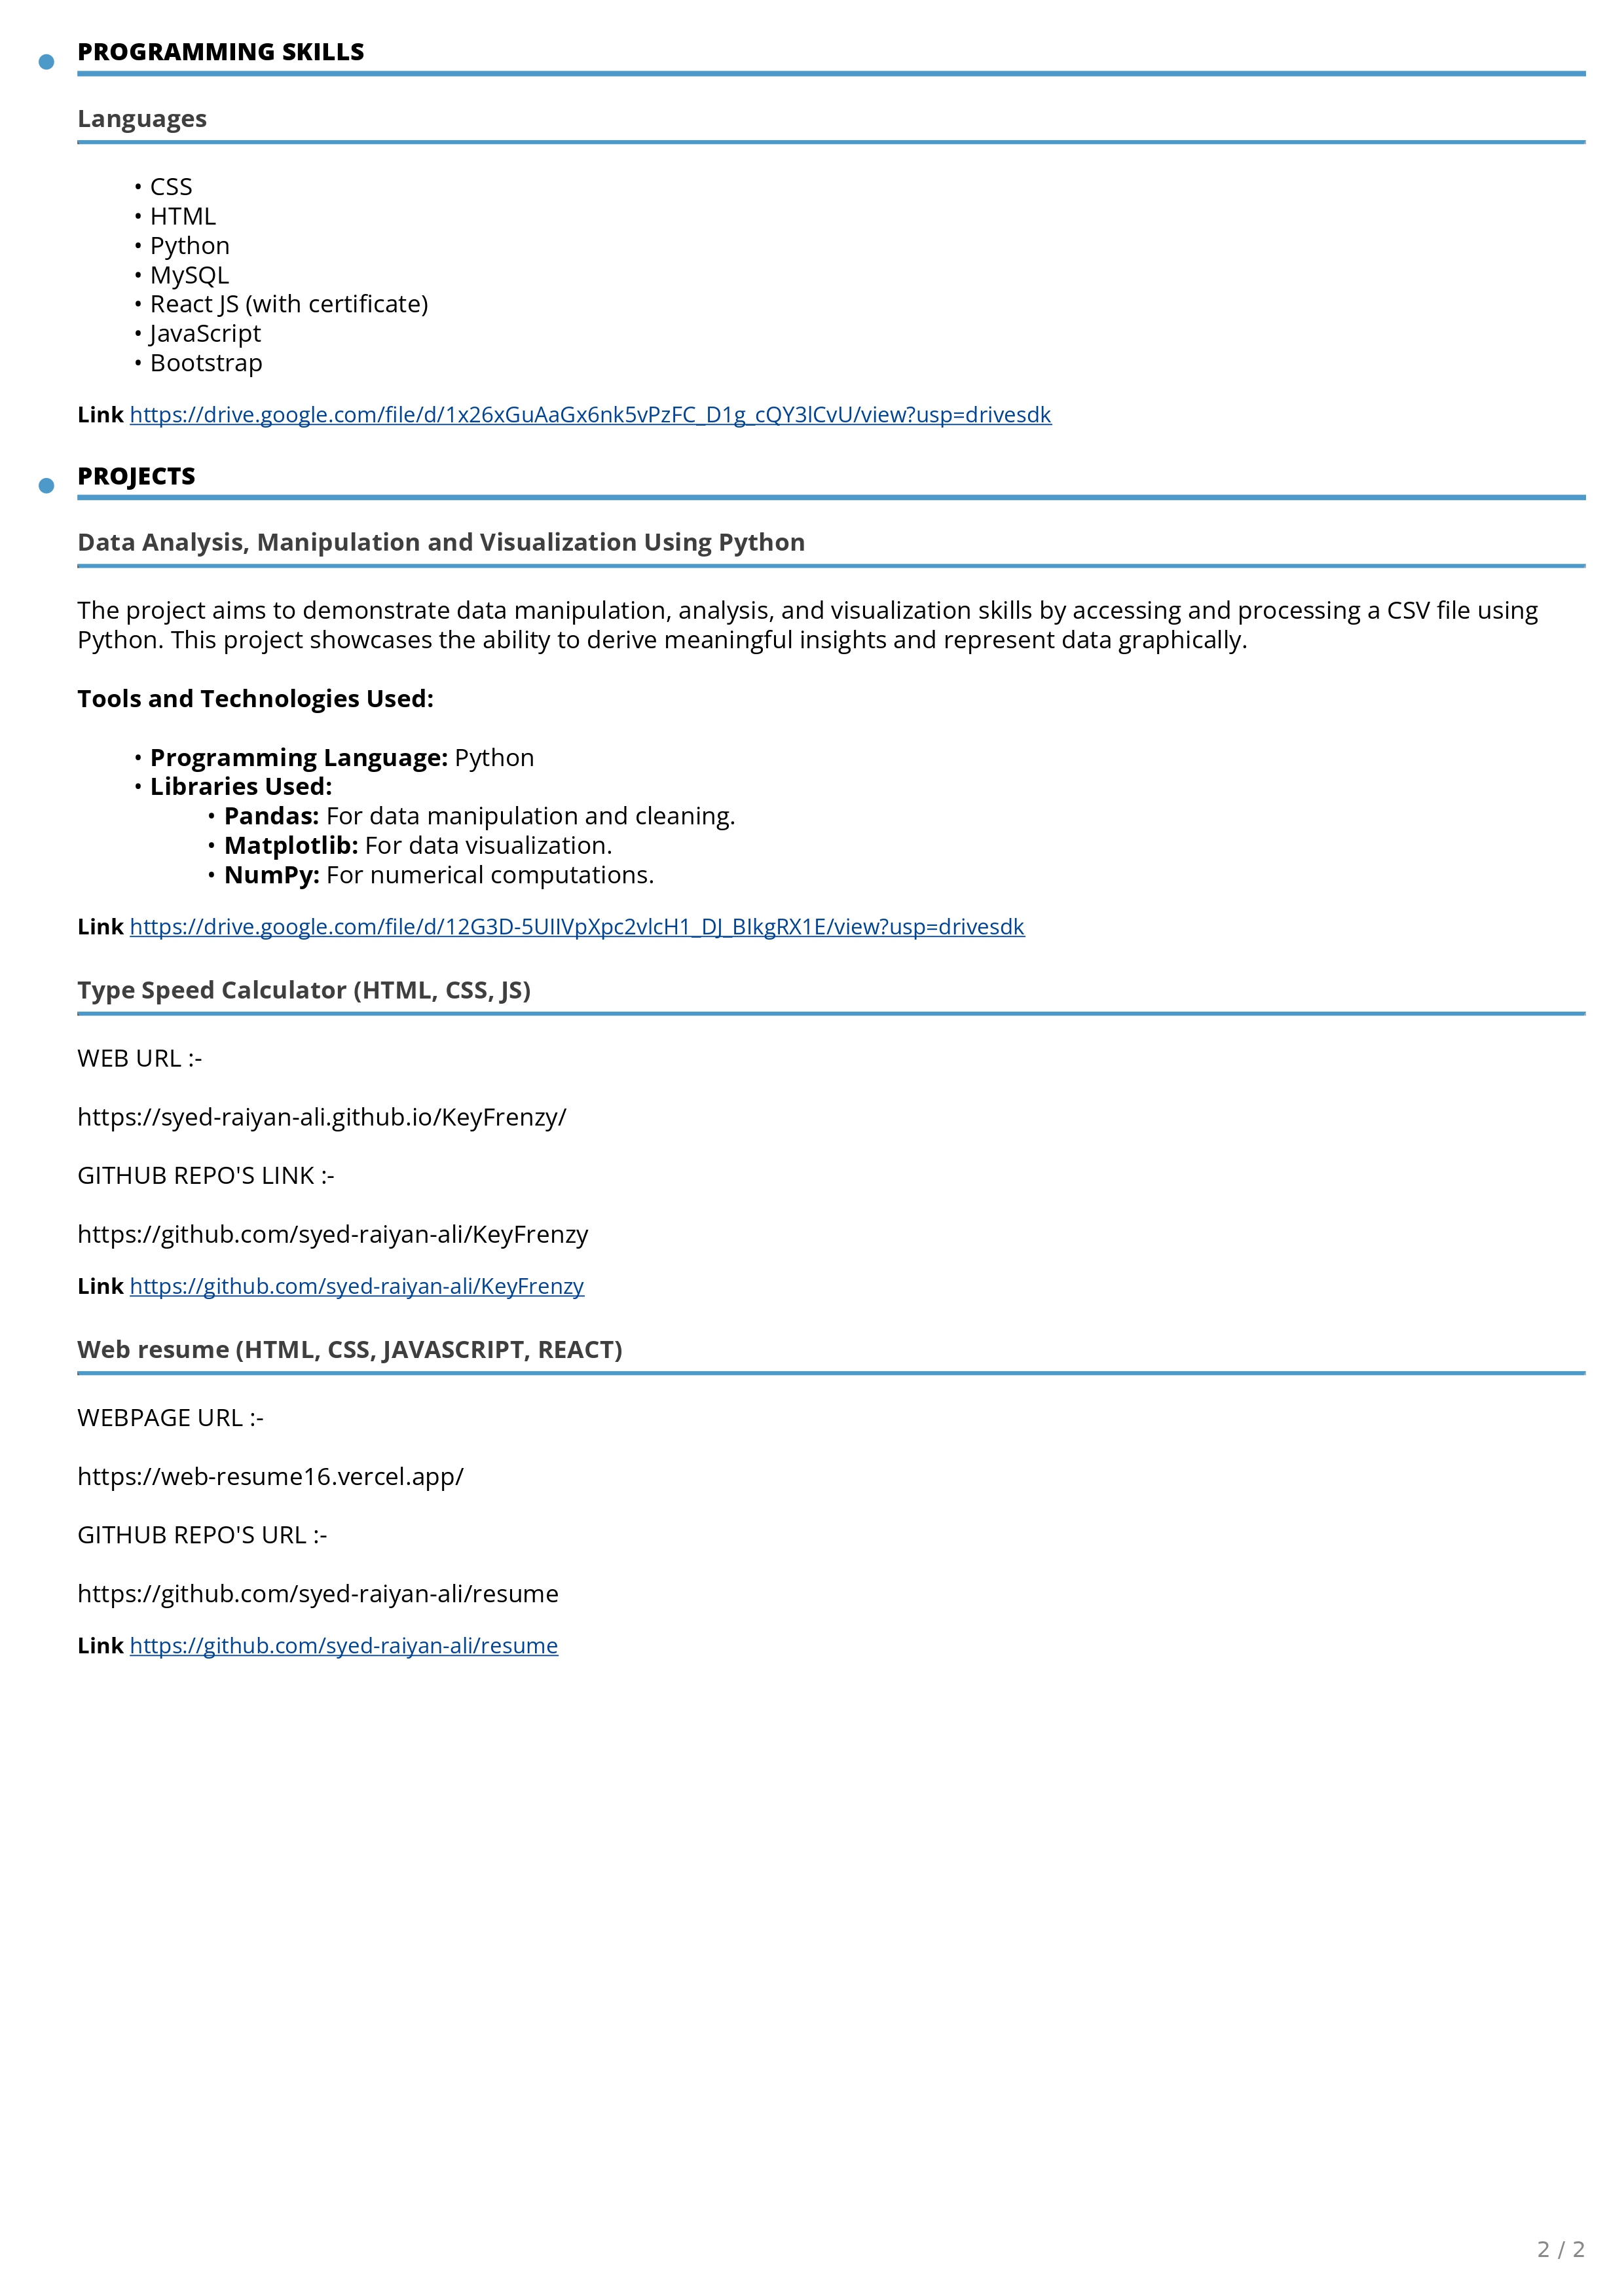 PROGRAMMING SKILLS
Languages
• CSS
• HTML
• Python
• MySQL
• React JS (with certificate)
• JavaScript
• Bootstrap
Link https://drive.google.com/file/d/1x26xGuAaGx6nk5vPzFC_D1g_cQY3lCvU/view?usp=drivesdk
PROJECTS
Data Analysis, Manipulation and Visualization Using Python
The project aims to demonstrate data manipulation, analysis, and visualization skills by accessing and processing a CSV file using
Python. This project showcases the ability to derive meaningful insights and represent data graphically.
Tools and Technologies Used:
• Programming Language: Python
• Libraries Used:
• Pandas: For data manipulation and cleaning.
• Matplotlib: For data visualization.
• NumPy: For numerical computations.
Link https://drive.google.com/file/d/12G3D-5UIIVpXpc2vlcH1_DJ_BIkgRX1E/view?usp=drivesdk
Type Speed Calculator (HTML, CSS, JS)
WEB URL :-
https://syed-raiyan-ali.github.io/KeyFrenzy/
GITHUB REPO'S LINK :-
https://github.com/syed-raiyan-ali/KeyFrenzy
Link https://github.com/syed-raiyan-ali/KeyFrenzy
Web resume (HTML, CSS, JAVASCRIPT, REACT)
WEBPAGE URL :-
https://web-resume16.vercel.app/
GITHUB REPO'S URL :-
https://github.com/syed-raiyan-ali/resume
Link https://github.com/syed-raiyan-ali/resume
2 / 2